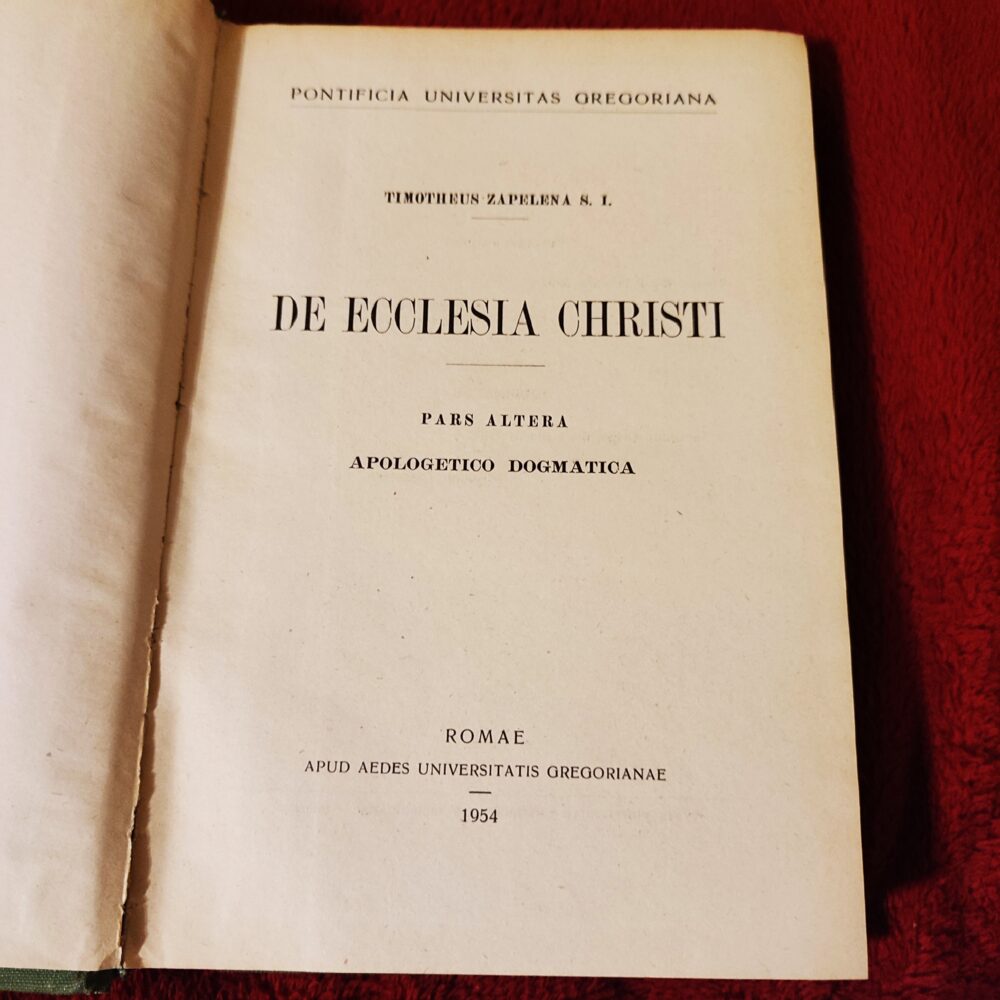 PONTIFICIA UNIVERSITAS GREGORIANA
TIMOTHEUS ZAPELENA S. I.
DE ECCLESIA CHRISTI
PARS ALTERA
APOLOGETICO DOGMATICA
ROMAE
APUD AEDES UNIVERSITATIS GREGORIANAE
1954